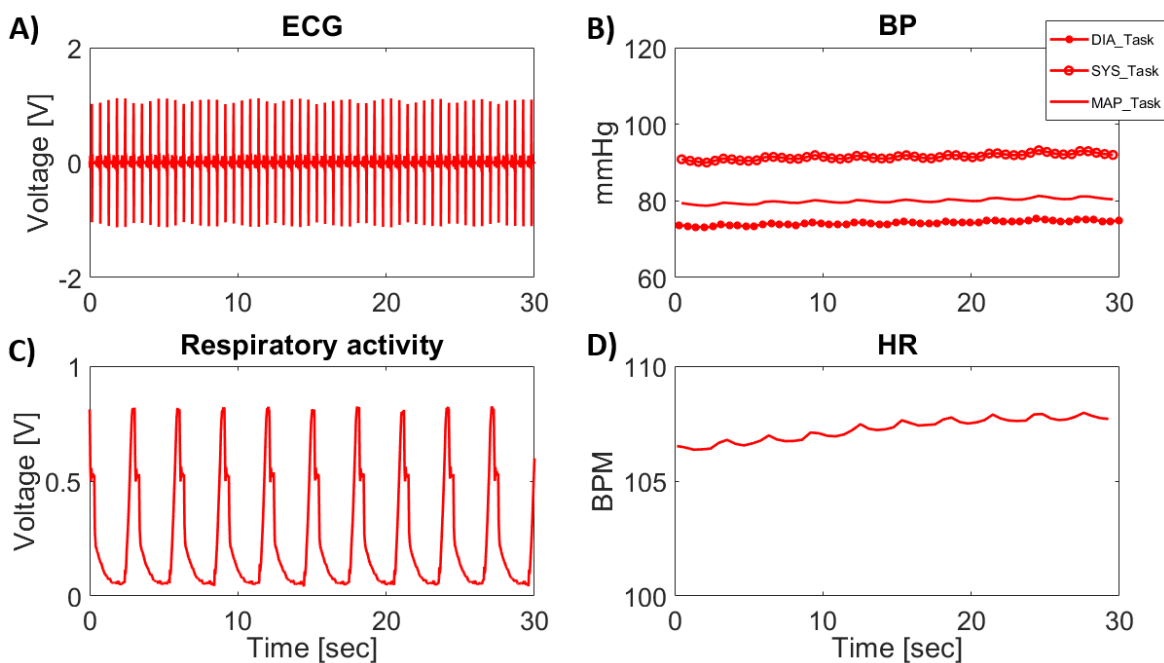 A)
ECG
Voltage [V]
2
0
-2
0
10
20
30
B)
BP
mmHg
120
100
80
60
0
10
20
30
DIA_Task
SYS_Task
MAP_Task
C)
Respiratory activity
Voltage [V]
1
0.5
0
0
10
20
30
Time [sec]
D)
HR
BPM
110
105
100
0
10
20
30
Time [sec]